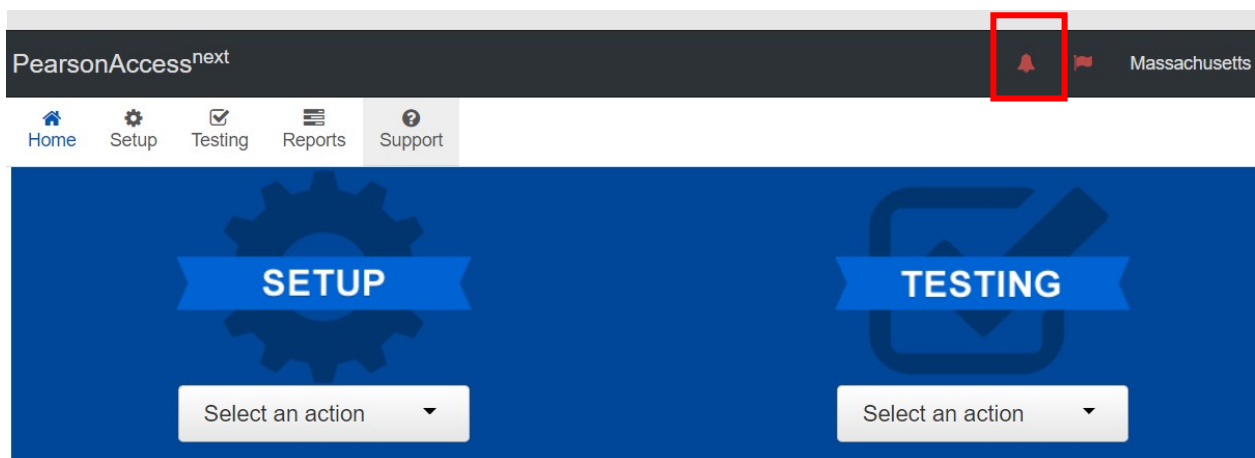 PearsonAccessnext
Massachusetts
Home Setup Testing Reports Support
SETUP
TESTING
Select an action
Select an action